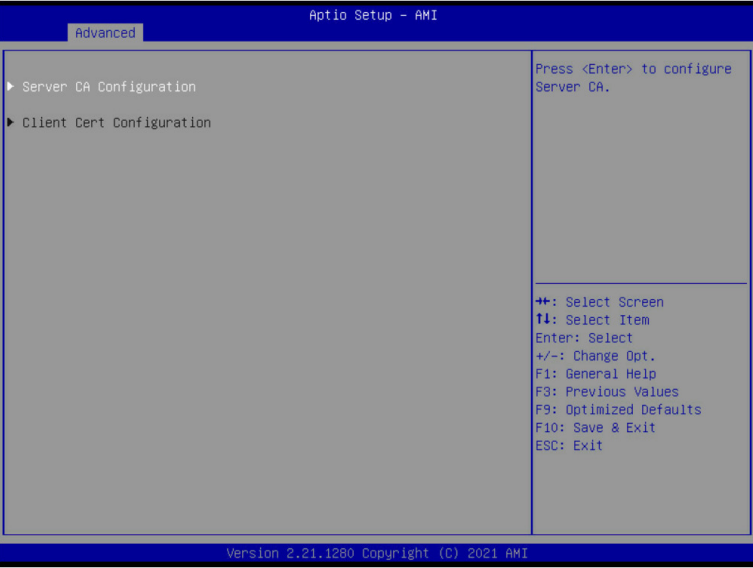 Aptio Setup – AMI
Advanced
▶ Server CA Configuration
▶ Client Cert Configuration
Press <Enter> to configure
Server CA.
→←: Select Screen
↑↓: Select Item
Enter: Select
+/-: Change Opt.
F1: General Help
F3: Previous Values
F9: Optimized Defaults
F10: Save & Exit
ESC: Exit
Version 2.21.1280 Copyright (C) 2021 AMI